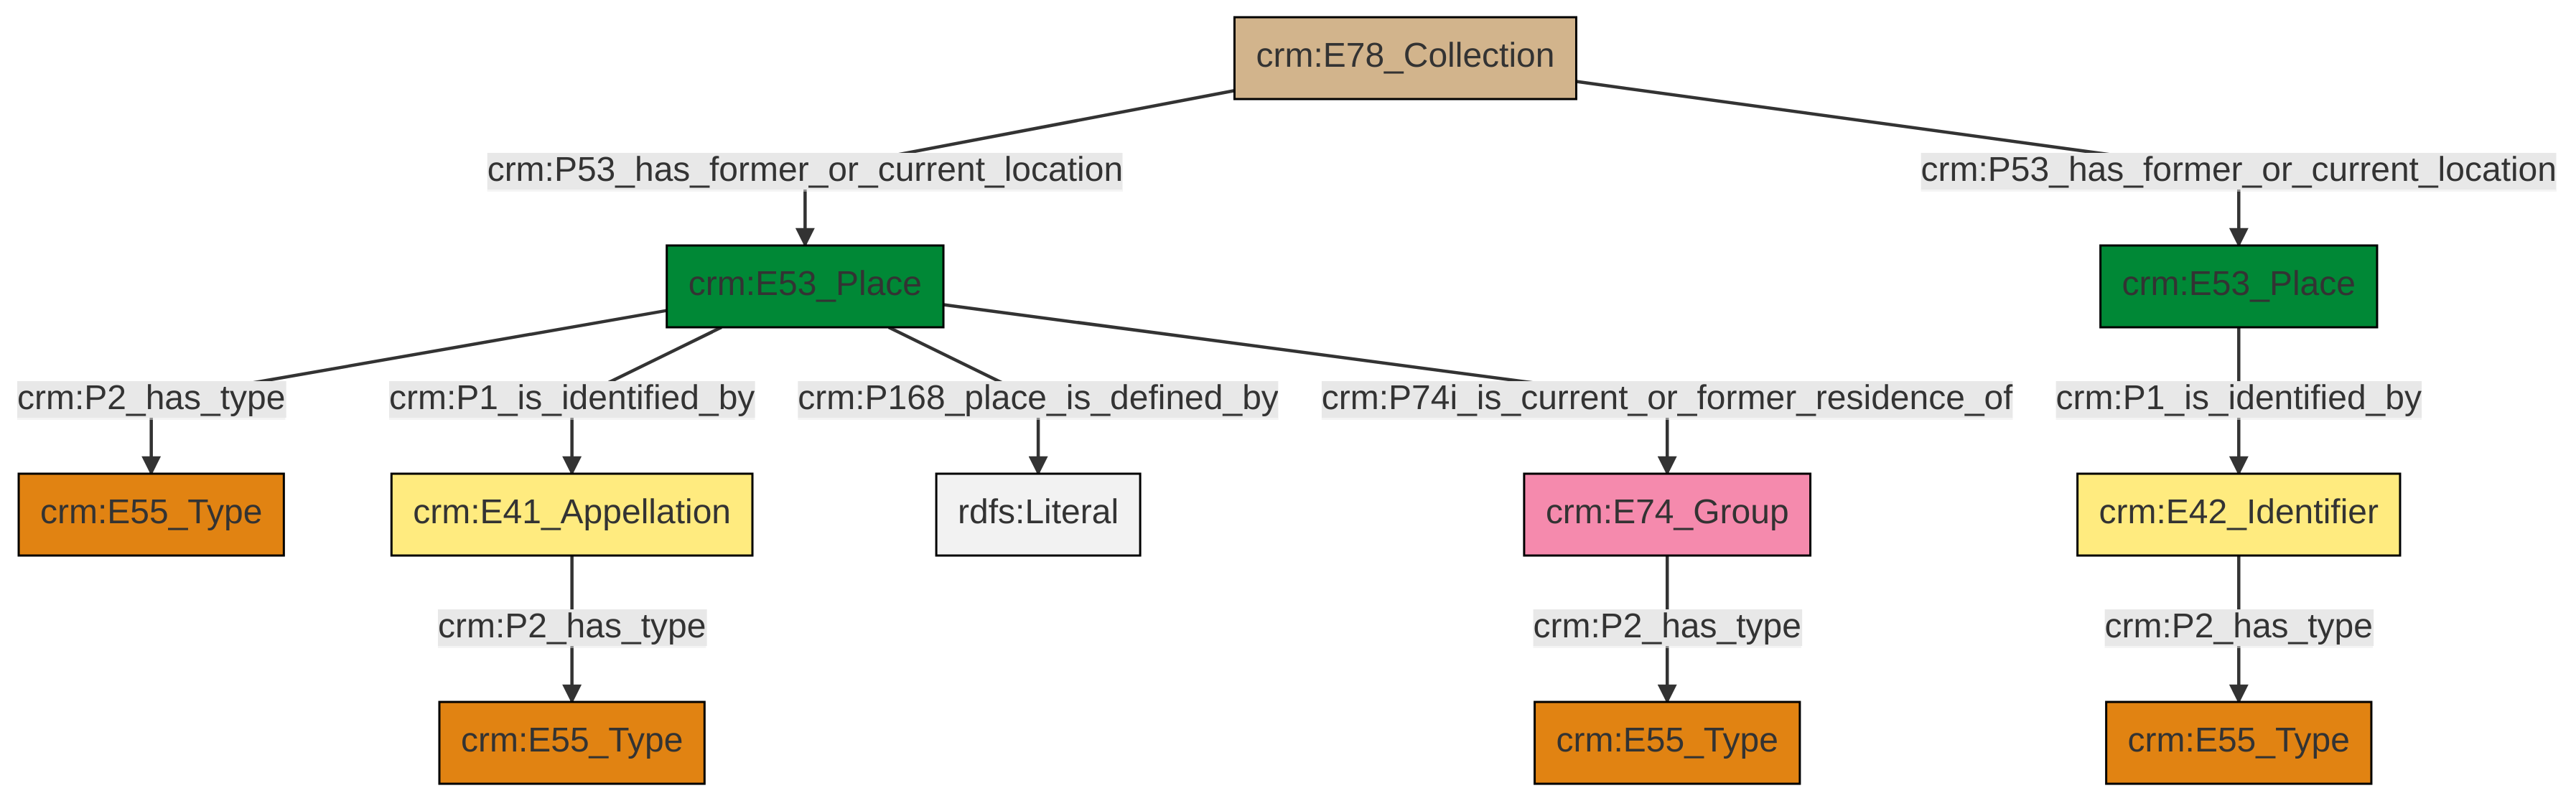 crm:E78_Collection
crm:P53_has_former_or_current_location
crm:P53_has_former_or_current_location
crm:E53_Place
crm:E53_Place
crm:P2_has_type
crm:P1_is_identified_by
crm:P168_place_is_defined_by
crm:P74i_is_current_or_former_residence_of
crm:P1_is_identified_by
crm:E55_Type
crm:E41_Appellation
rdfs:Literal
crm:E74_Group
crm:E42_Identifier
crm:P2_has_type
crm:P2_has_type
crm:P2_has_type
crm:E55_Type
crm:E55_Type
crm:E55_Type